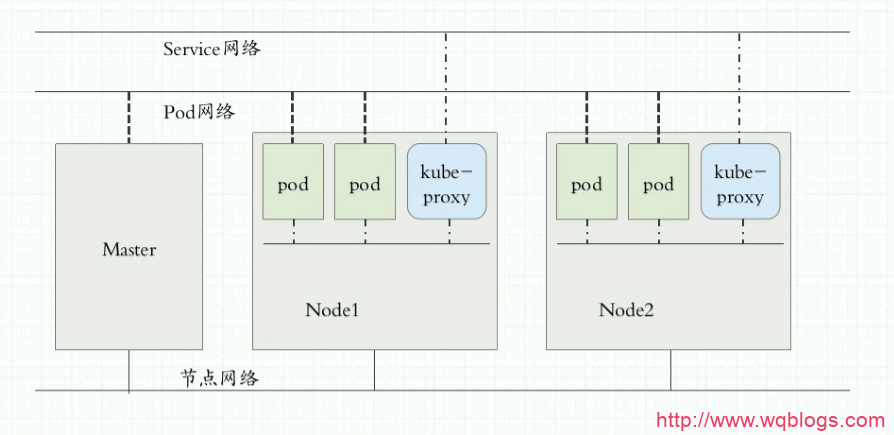 Service网络
Pod网络
pod
pod
kube-
proxy
pod
pod
kube-
proxy
Master
Node1
Node2
节点网络
http://www.wqblogs.com